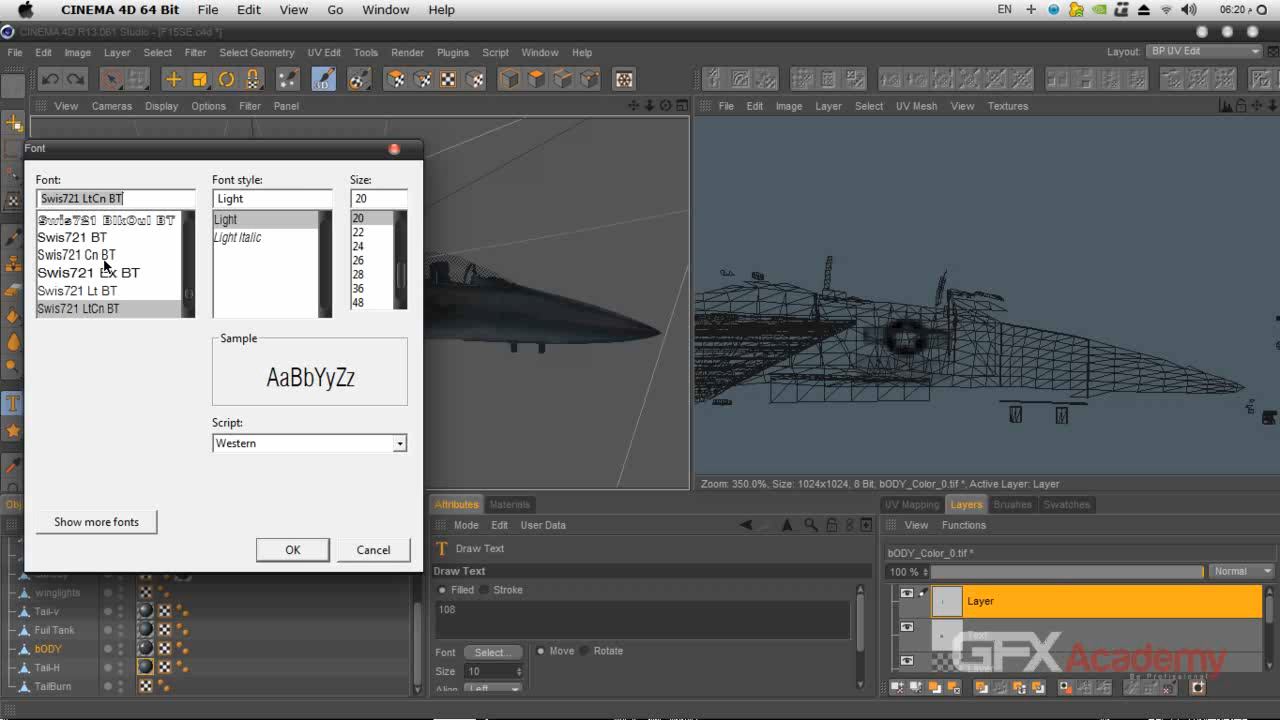 CINEMA 4D 64 Bit File Edit View Go Window Help EN 06:20 م
CINEMA 4D R13.061 Studio - [F15SE.c4d *]
File Edit Image Layer Select Filter Select Geometry UV Edit Tools Render Plugins Script Window Help Layout: BP UV Edit
View Cameras Display Options Filter Panel File Edit Image Layer Select UV Mesh View Textures
Font
Font: Font style: Size:
Swis721 LtCn BT Light 20
Swis721 BlkOul BT Light 20
Swis721 BT Light Italic 22
Swis721 Cn BT 24
Swis721 Ex BT 26
Swis721 Lt BT 28
Swis721 LtCn BT 36
48
Sample
AaBbYyZz
Script:
Western
Show more fonts
OK Cancel
Zoom: 350.0%, Size: 1024x1024, 8 Bit, bODY_Color_0.tif *, Active Layer: Layer
Obj Attributes Materials UV Mapping Layers Brushes Swatches
Mode Edit User Data View Functions
Draw Text
bODY_Color_0.tif *
Draw Text
100 % Normal
Filled Stroke
108
Layer
Text
Font Select... Move Rotate
Size 10
Align Left
winglights
Tail-v
Full Tank
bODY
Tail-H
TailBurn
GFX Academy
Be Professional